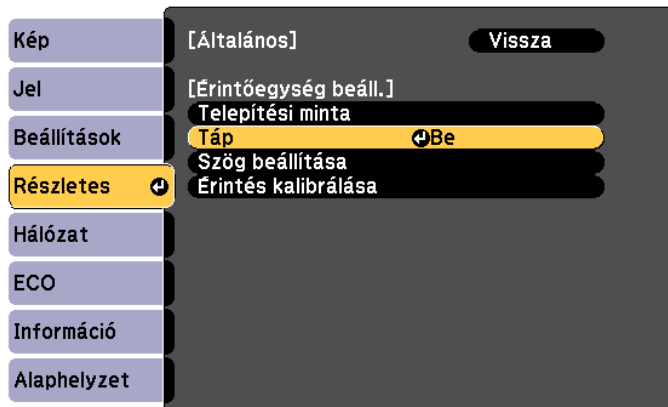 Kép
Jel
Beállítások
Részletes
Hálózat
ECO
Információ
Alaphelyzet
[Általános] Vissza
[Érintőegység beáll.]
Telepítési minta
Táp Be
Szög beállítása
Érintés kalibrálása